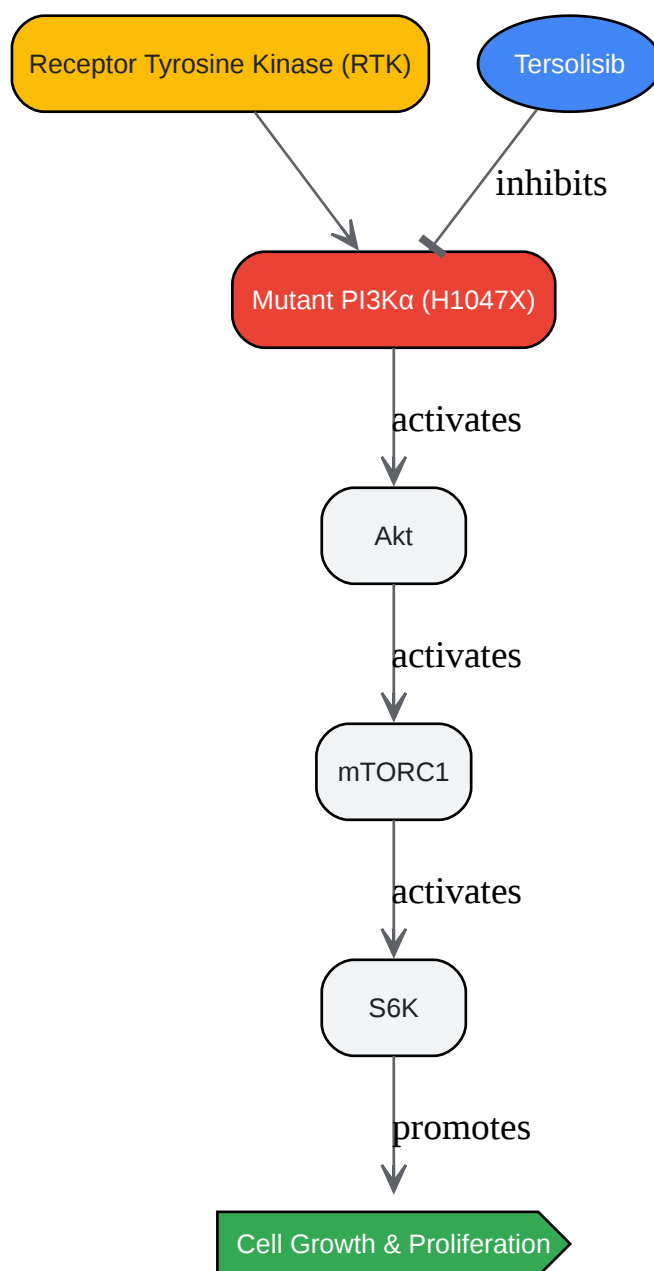 Receptor Tyrosine Kinase (RTK)
Tersolisib
inhibits
Mutant PI3Kα (H1047X)
activates
Akt
activates
mTORC1
activates
S6K
promotes
Cell Growth & Proliferation